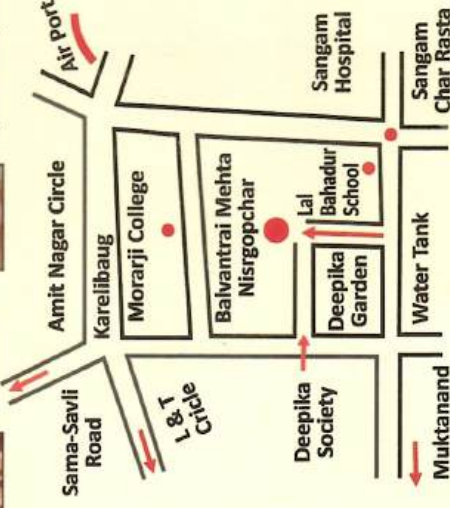 Air Port
Amit Nagar Circle
Karelibaug
Morarji College
Balvantrai Mehta
Nisrgopchar
Sangam
Hospital
Lal
Bahadur
School
Sangam
Char Rasta
Sama-Savli
Road
L & T
Cricle
Deepika
Society
Deepika
Garden
Water Tank
Muktanand